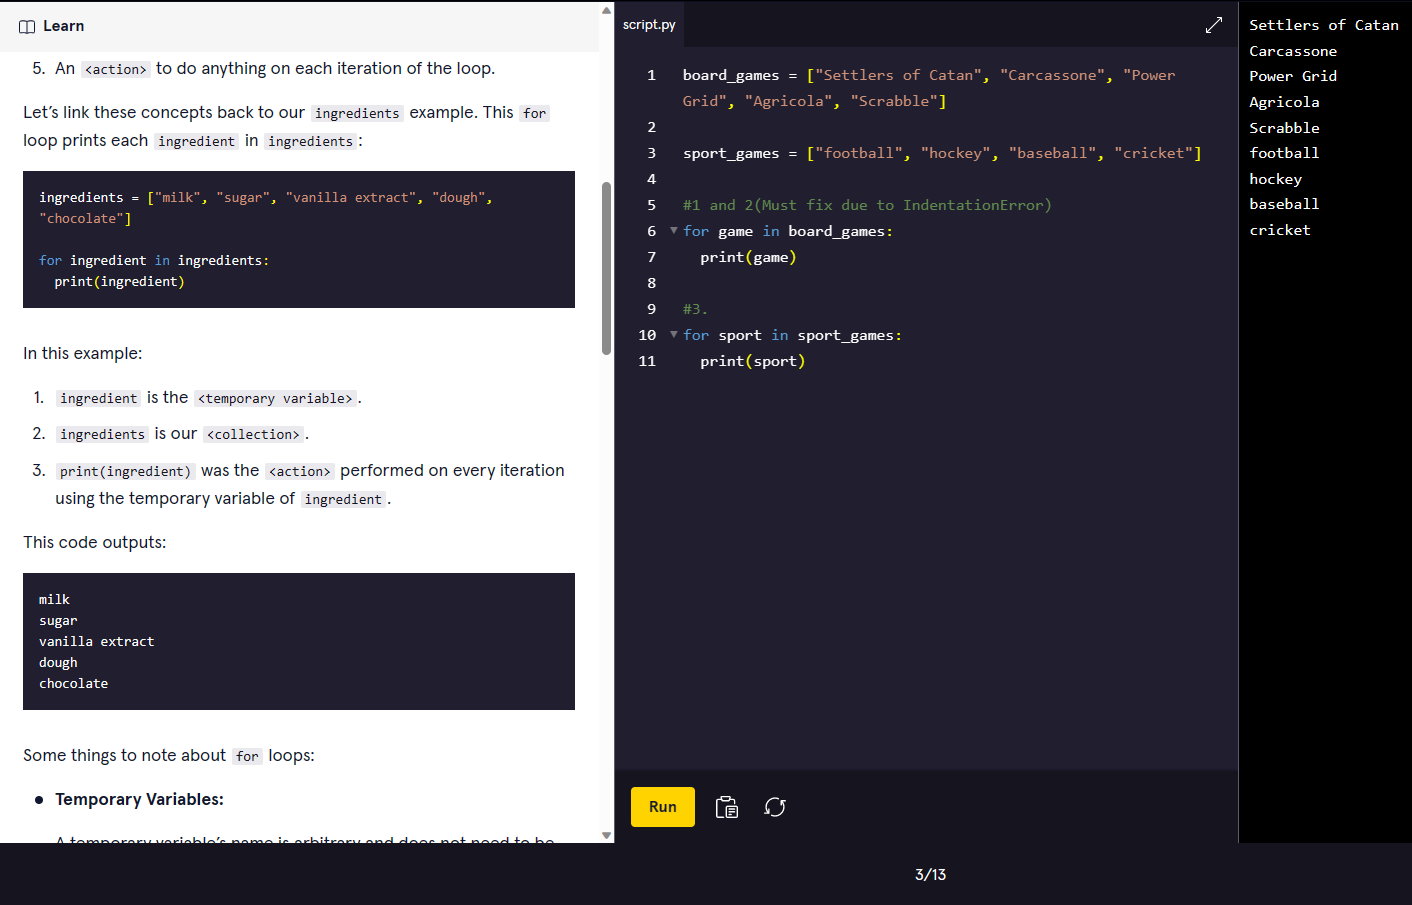 Learn
5. An <action> to do anything on each iteration of the loop.
Let’s link these concepts back to our ingredients example. This for
loop prints each ingredient in ingredients:
ingredients = ["milk", "sugar", "vanilla extract", "dough",
"chocolate"]
for ingredient in ingredients:
  print(ingredient)
In this example:
1. ingredient is the <temporary variable>.
2. ingredients is our <collection>.
3. print(ingredient) was the <action> performed on every iteration
using the temporary variable of ingredient.
This code outputs:
milk
sugar
vanilla extract
dough
chocolate
Some things to note about for loops:
• Temporary Variables:
A temporary variable’s name is arbitrary and does not need to be
script.py
1 board_games = ["Settlers of Catan", "Carcassone", "Power
Grid", "Agricola", "Scrabble"]
2
3 sport_games = ["football", "hockey", "baseball", "cricket"]
4
5 #1 and 2(Must fix due to IndentationError)
6 for game in board_games:
7   print(game)
8
9 #3.
10 for sport in sport_games:
11   print(sport)
Run
Settlers of Catan
Carcassone
Power Grid
Agricola
Scrabble
football
hockey
baseball
cricket
3/13